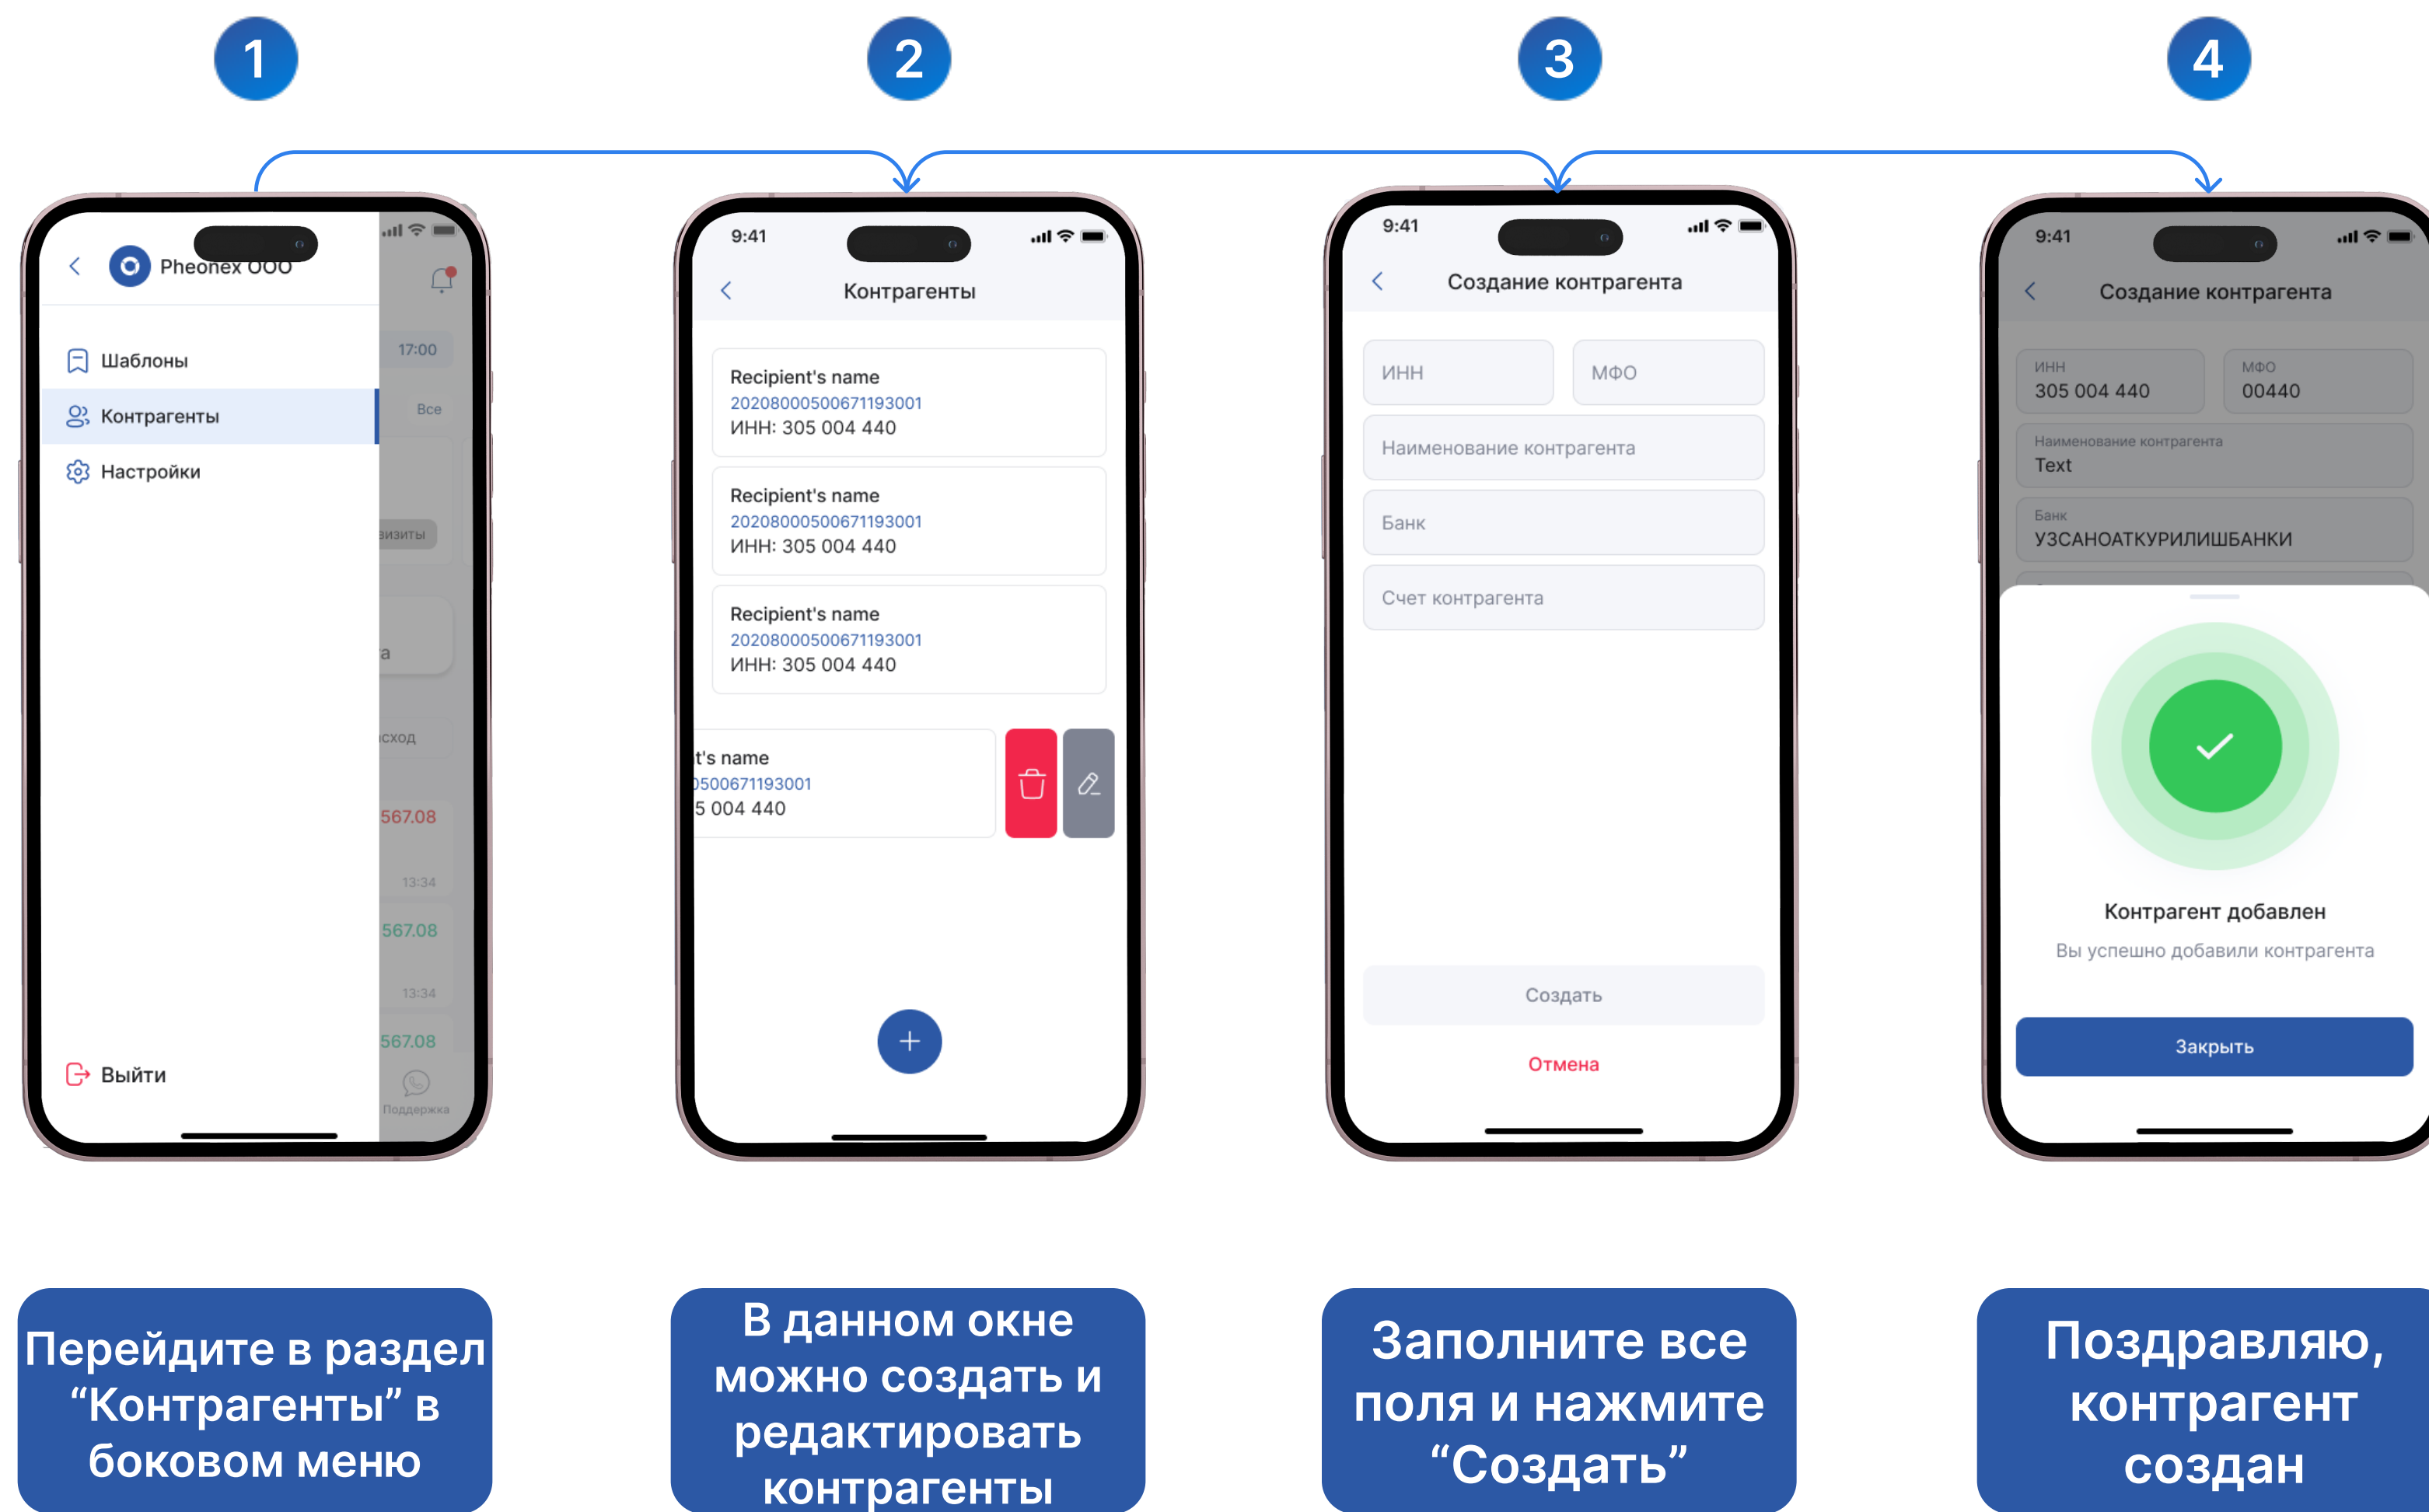 1
2
3
4
Pheonex ООО
Шаблоны
Контрагенты
Настройки
Выйти
17:00
Все
567.08
13:34
567.08
13:34
567.08
Поддержка
9:41
Контрагенты
Recipient's name
20208000500671193001
ИНН: 305 004 440
Recipient's name
20208000500671193001
ИНН: 305 004 440
Recipient's name
20208000500671193001
ИНН: 305 004 440
t's name
0500671193001
5 004 440
9:41
Создание контрагента
ИНН
МФО
Наименование контрагента
Банк
Счет контрагента
Создать
Отмена
9:41
Создание контрагента
ИНН
305 004 440
МФО
00440
Наименование контрагента
Text
Банк
УЗСАНОАТКУРИЛИШБАНКИ
Контрагент добавлен
Вы успешно добавили контрагента
Закрыть
Перейдите в раздел
“Контрагенты” в
боковом меню
В данном окне
можно создать и
редактировать
контрагенты
Заполните все
поля и нажмите
“Создать”
Поздравляю,
контрагент
создан